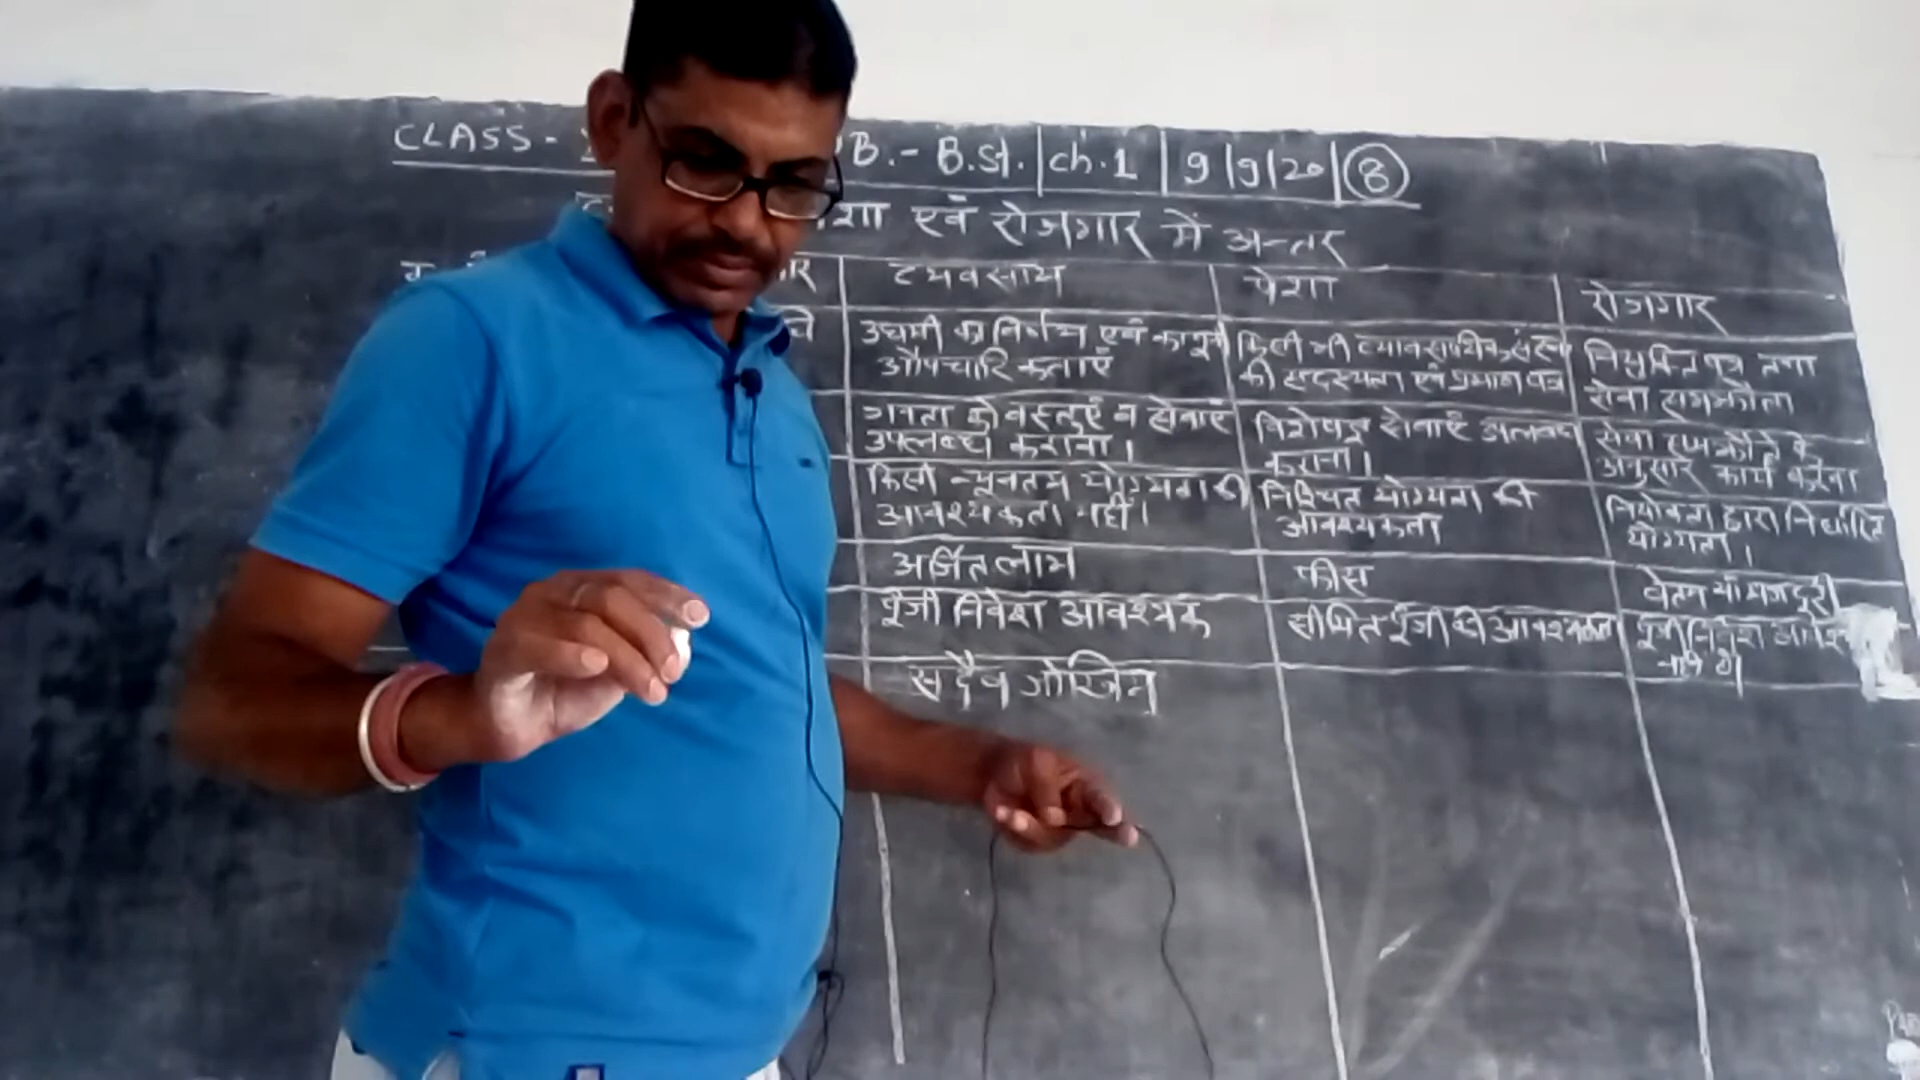 CLASS - B.- B.St. | ch.1 | 9/9/20 | 8
एवं रोजगार में अन्तर
व्यवसाय
पेशा
रोजगार
उद्यमी का निर्णय एवं कानूनी
औपचारिकताएँ
किसी भी व्यावसायिक संस्था
की सदस्यता एवं प्रमाण पत्र
नियुक्ति पत्र तथा
सेवा समझौता
जनता को वस्तुएँ व सेवाएँ
उपलब्ध कराना।
विशेषज्ञ सेवाएँ उपलब्ध
कराना।
सेवा समझौते के
अनुसार कार्य करना
किसी न्यूनतम योग्यता की
आवश्यकता नहीं।
निश्चित योग्यता की
आवश्यकता
नियोक्ता द्वारा निर्धारित
योग्यता।
अर्जित लाभ
फीस
वेतन या मजदूरी
पूंजी निवेश आवश्यक
सीमित पूंजी की आवश्यकता
पूंजी निवेश
सदैव जोखिम